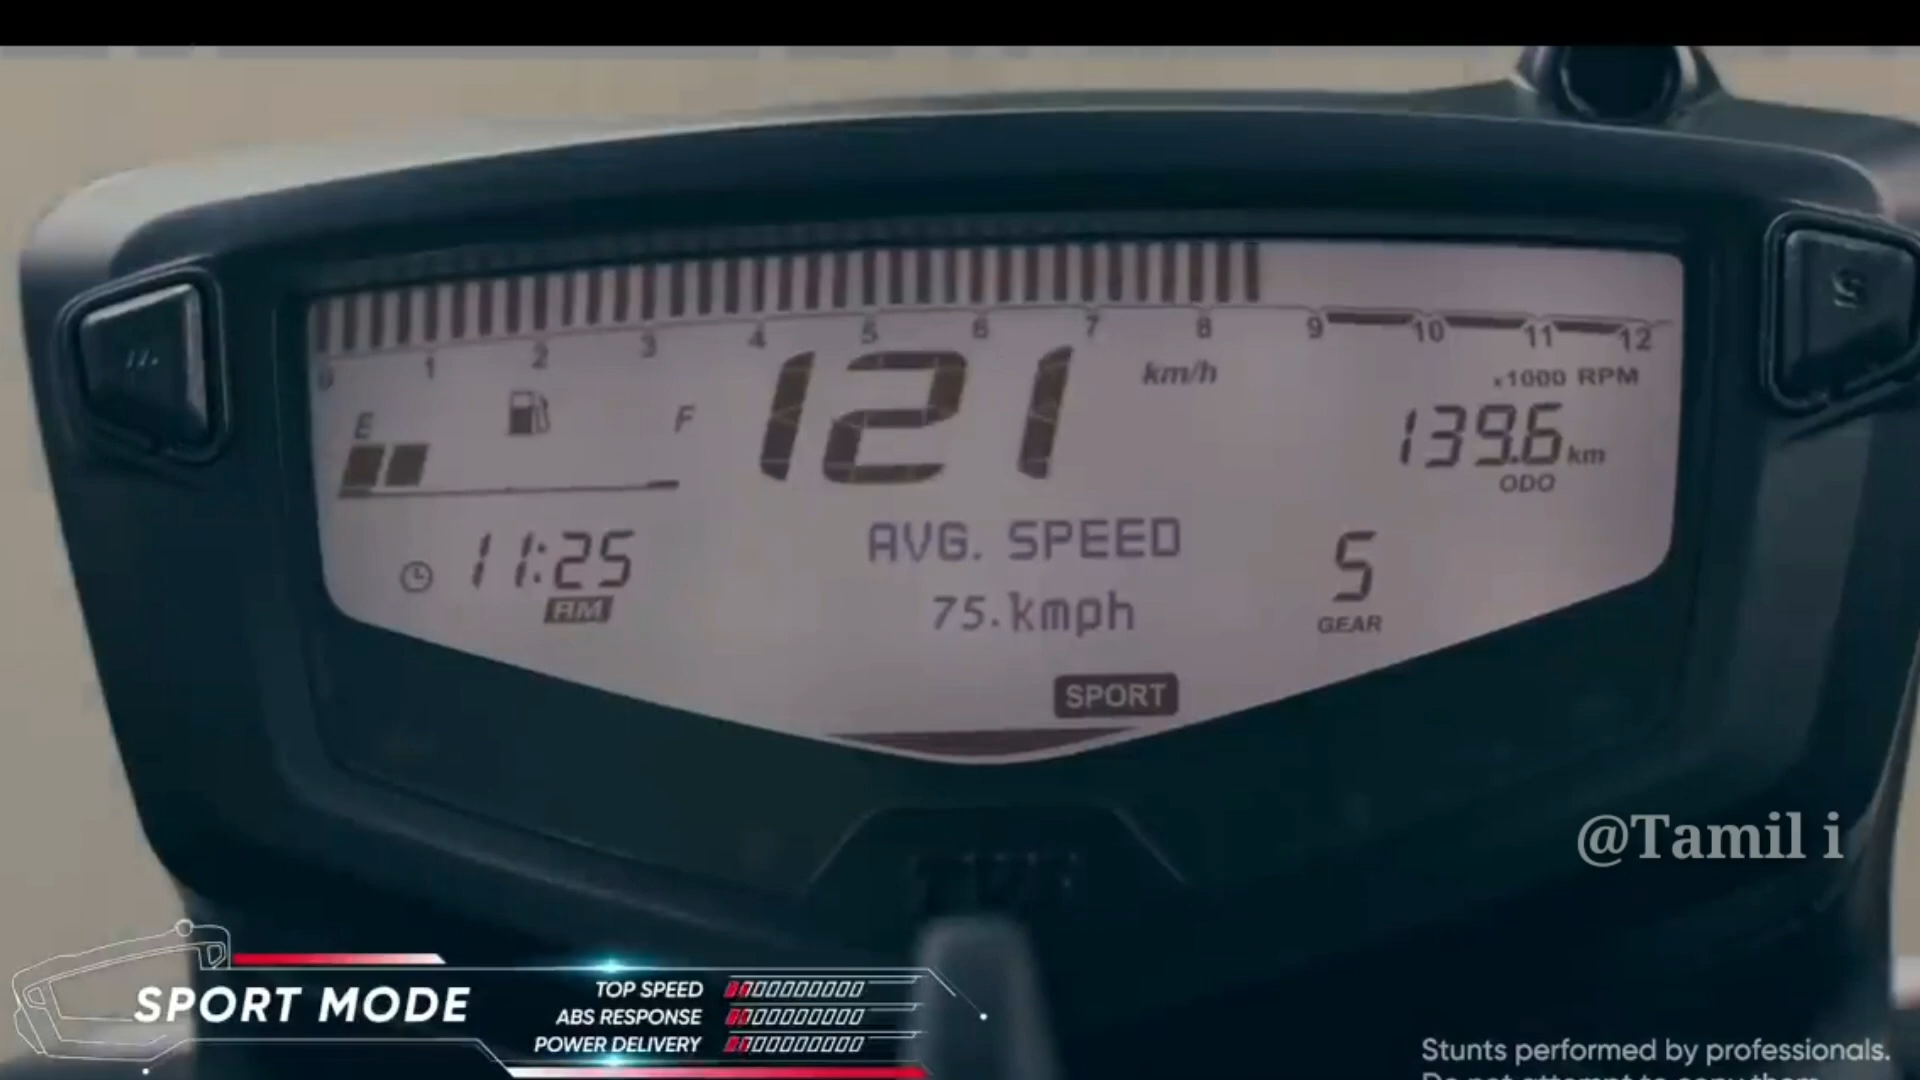 0 1 2 3 4 5 6 7 8 9 10 11 12
121 km/h
x1000 RPM
E F
139.6 km
ODO
11:25
AM
AVG. SPEED
75.kmph
5
GEAR
SPORT
S
@Tamil i
SPORT MODE
TOP SPEED
ABS RESPONSE
POWER DELIVERY
Stunts performed by professionals.